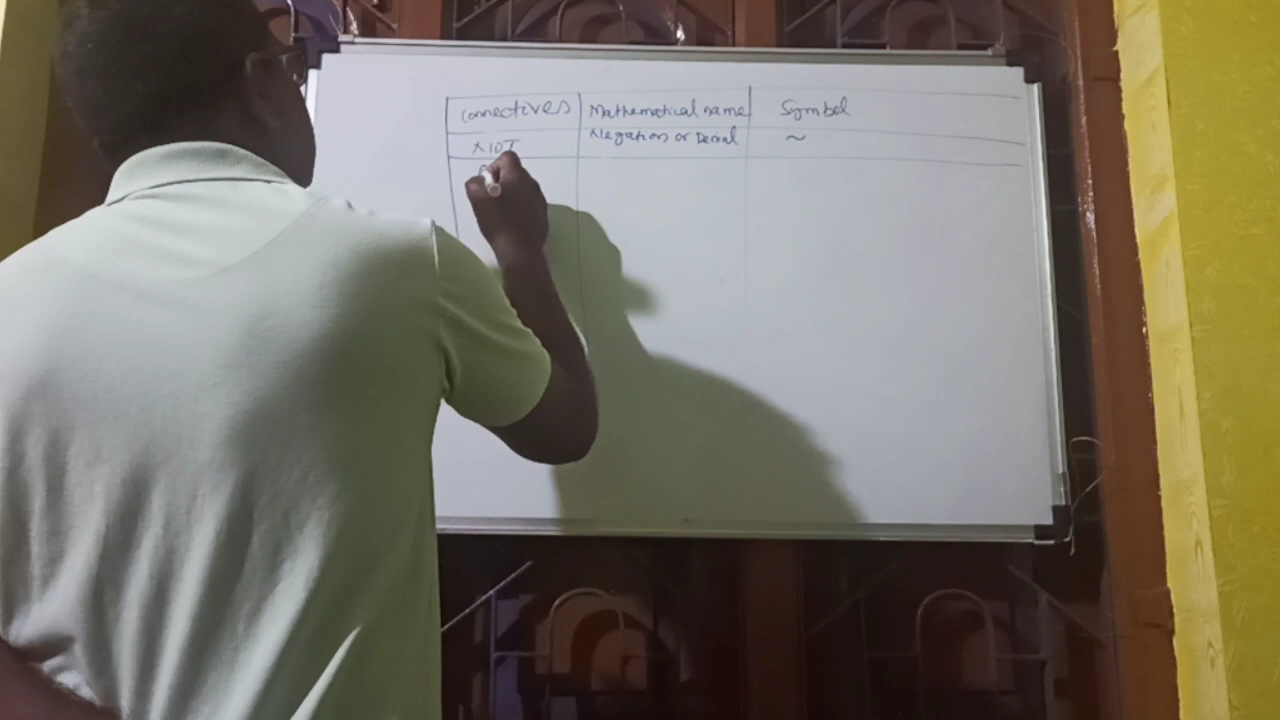 Connectives Mathematical name Symbol
NOT Negation or Denial ~